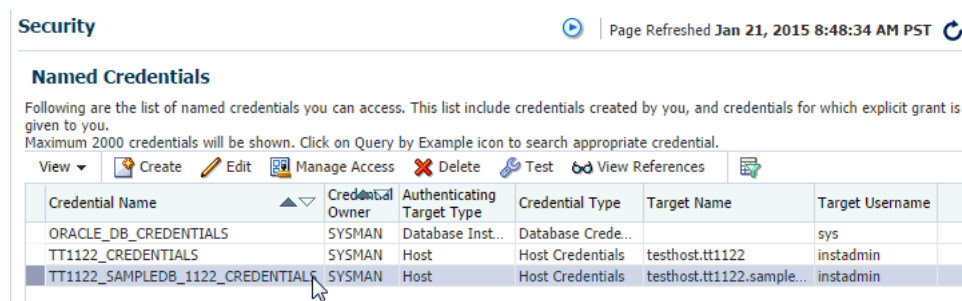 Security
Page Refreshed Jan 21, 2015 8:48:34 AM PST
Named Credentials
Following are the list of named credentials you can access. This list include credentials created by you, and credentials for which explicit grant is
given to you.
Maximum 2000 credentials will be shown. Click on Query by Example icon to search appropriate credential.
View Create Edit Manage Access Delete Test View References
Credential Name Credential Owner Authenticating Target Type Credential Type Target Name Target Username
ORACLE_DB_CREDENTIALS SYSMAN Database Inst... Database Crede... sys
TT1122_CREDENTIALS SYSMAN Host Host Credentials testhost.tt1122 instadmin
TT1122_SAMPLEDB_1122_CREDENTIALS SYSMAN Host Host Credentials testhost.tt1122.sample... instadmin